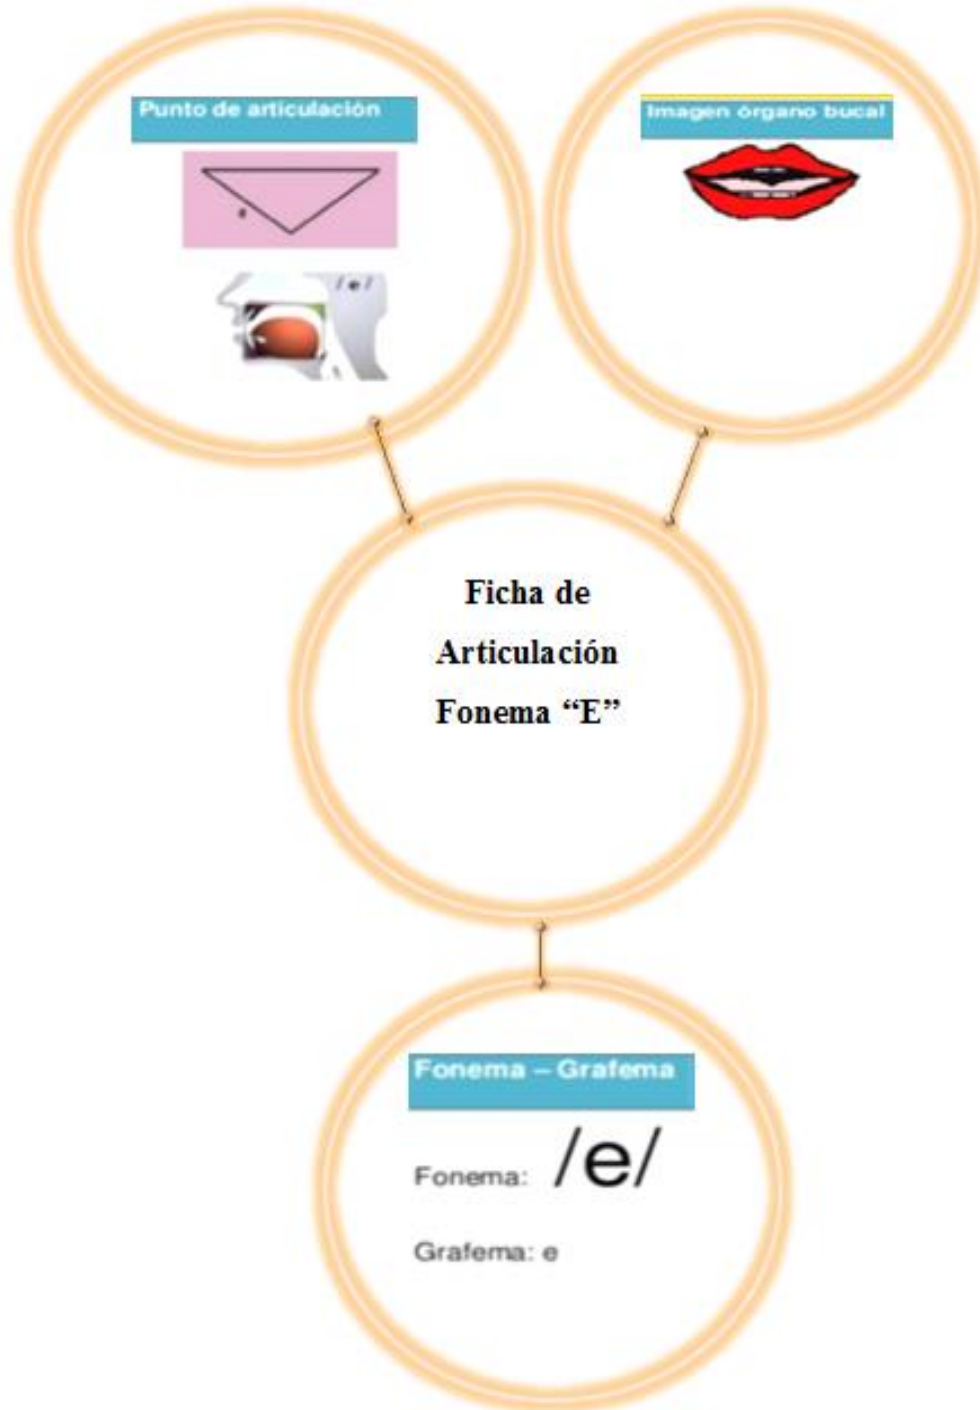 Punto de articulación
e
/ e /
Imagen órgano bucal
Ficha de
Articulación
Fonema “E”
Fonema – Grafema
Fonema: /e/
Grafema: e